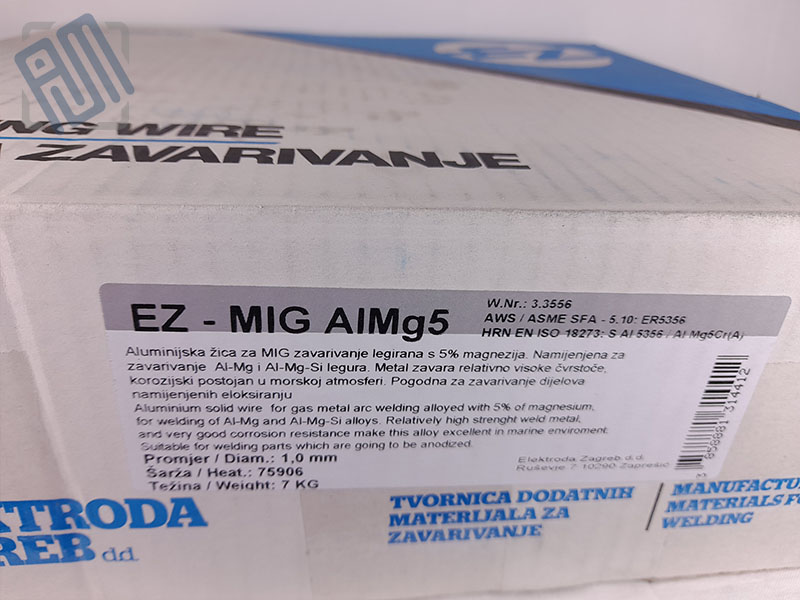 NG WIRE
ZAVARIVANJE
EZ - MIG AlMg5
W.Nr.: 3.3556
AWS / ASME SFA - 5.10: ER5356
HRN EN ISO 18273: S Al 5356 / Al Mg5Cr(A)
Aluminijska žica za MIG zavarivanje legirana s 5% magnezija. Namijenjena za
zavarivanje Al-Mg i Al-Mg-Si legura. Metal zavara relativno visoke čvrstoče,
korozijski postojan u morskoj atmosferi. Pogodna za zavarivanje dijelova
namijenjenih eloksiranju
Aluminium solid wire for gas metal arc welding alloyed with 5% of magnesium,
for welding of Al-Mg and Al-Mg-Si alloys. Relatively high strenght weld metal,
and very good corrosion resistance make this alloy excellent in marine enviroment.
Suitable for welding parts which are going to be anodized.
Promjer / Diam.: 1,0 mm
Šarža / Heat.: 75906
Težina / Weight: 7 KG
Elektroda Zagreb d.d.
Ruševje 7 10290 Zaprešić
3 858881 314412
KTRODA
REB d.d.
TVORNICA DODATNIH
MATERIJALA ZA
ZAVARIVANJE
MANUFACTU
MATERIALS FO
WELDING